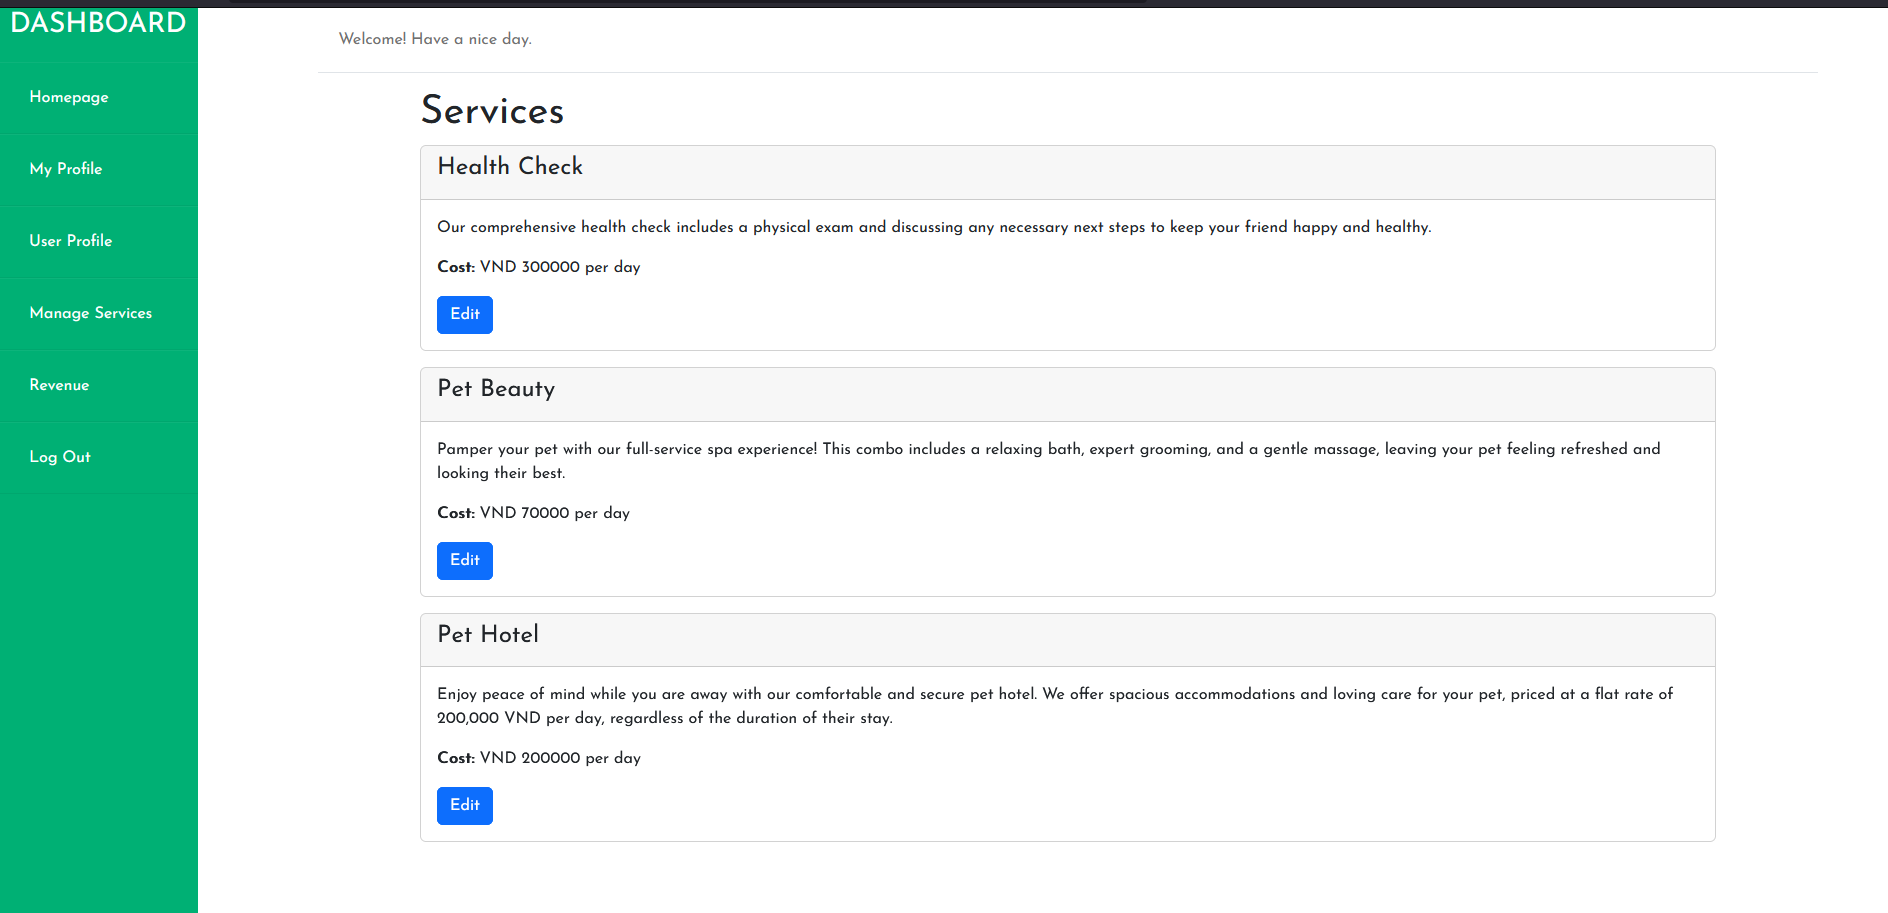 DASHBOARD
Homepage
My Profile
User Profile
Manage Services
Revenue
Log Out
Welcome! Have a nice day.
Services
Health Check
Our comprehensive health check includes a physical exam and discussing any necessary next steps to keep your friend happy and healthy.
Cost: VND 300000 per day
Edit
Pet Beauty
Pamper your pet with our full-service spa experience! This combo includes a relaxing bath, expert grooming, and a gentle massage, leaving your pet feeling refreshed and
looking their best.
Cost: VND 70000 per day
Edit
Pet Hotel
Enjoy peace of mind while you are away with our comfortable and secure pet hotel. We offer spacious accommodations and loving care for your pet, priced at a flat rate of
200,000 VND per day, regardless of the duration of their stay.
Cost: VND 200000 per day
Edit